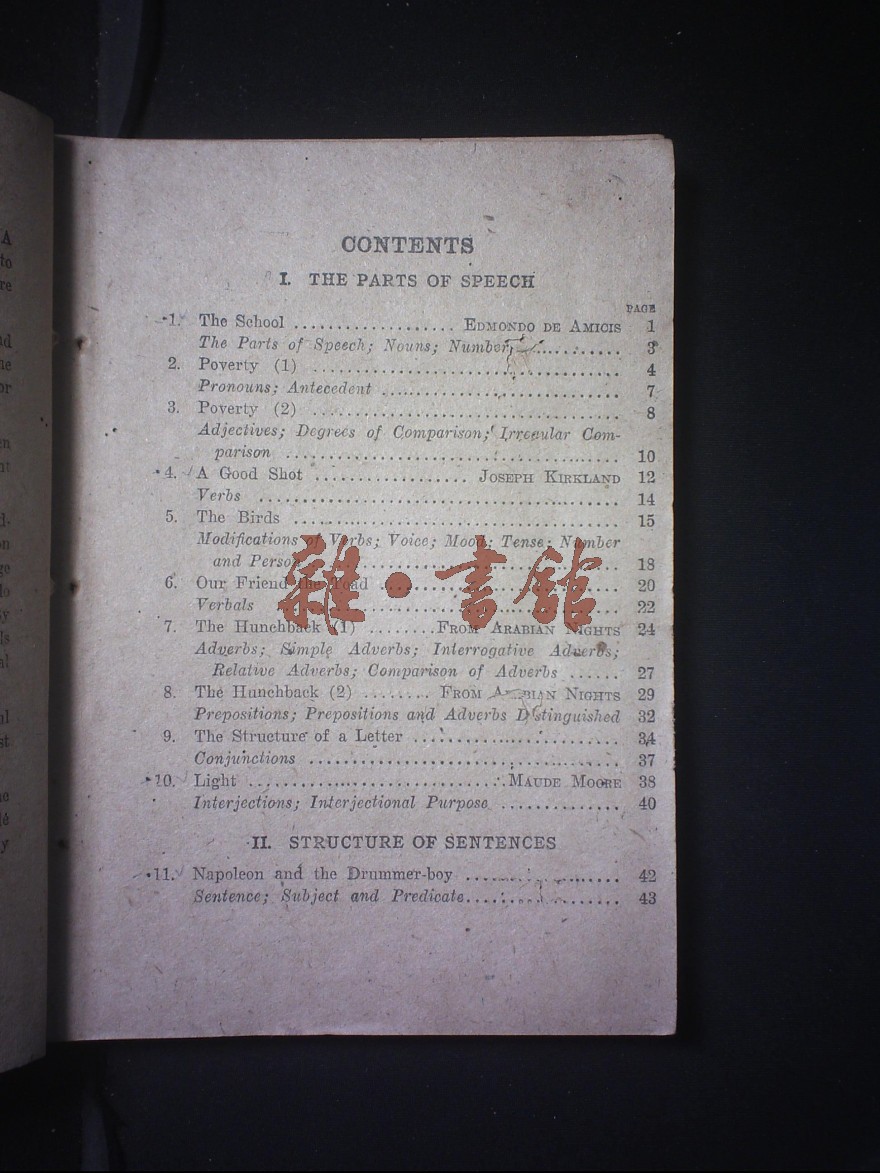 CONTENTS
I. THE PARTS OF SPEECH
PAGE
1. The School .................. EDMONDO DE AMICIS 1
The Parts of Speech; Nouns; Number .......... 3
2. Poverty (1) .................................. 4
Pronouns; Antecedent .......................... 7
3. Poverty (2) .................................. 8
Adjectives; Degrees of Comparison; Irregular Com-
parison ..................................... 10
4. A Good Shot ................. JOSEPH KIRKLAND 12
Verbs ........................................ 14
5. The Birds .................................... 15
Modifications of Verbs; Voice; Mood; Tense; Number
and Person .................................. 18
6. Our Friend the Toad .......................... 20
Verbals ...................................... 22
7. The Hunchback (1) ........FROM ARABIAN NIGHTS 24
Adverbs; Simple Adverbs; Interrogative Adverbs;
Relative Adverbs; Comparison of Adverbs ...... 27
8. The Hunchback (2) ........ FROM ARABIAN NIGHTS 29
Prepositions; Prepositions and Adverbs Distinguished 32
9. The Structure of a Letter ....................... 34
Conjunctions .................................. 37
10. Light .............................MAUDE MOORE 38
Interjections; Interjectional Purpose ............. 40
II. STRUCTURE OF SENTENCES
11. Napoleon and the Drummer-boy .................. 42
Sentence; Subject and Predicate................. 43
雜·書館
A
to
re